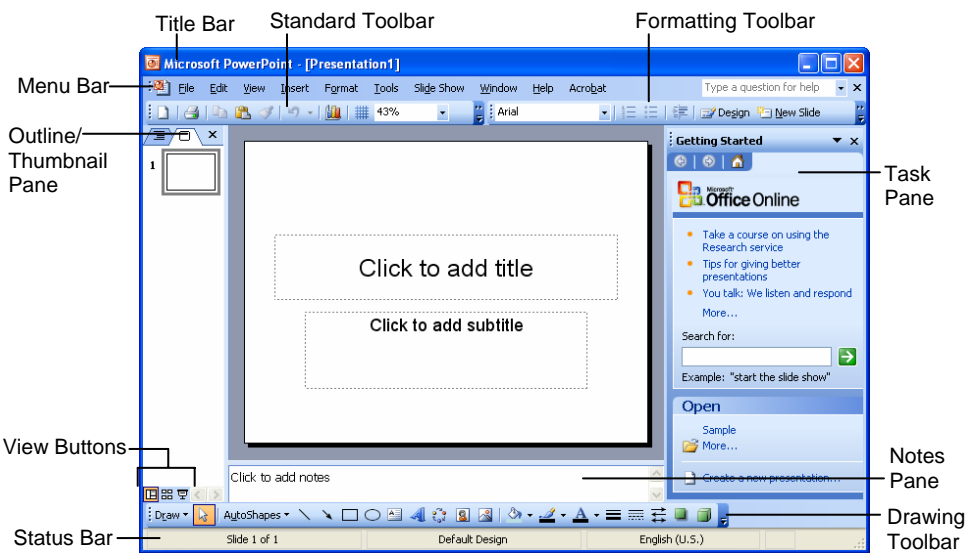 Title Bar
Standard Toolbar
Formatting Toolbar
Microsoft PowerPoint - [Presentation1]
Menu Bar
File Edit View Insert Format Tools Slide Show Window Help Acrobat
Type a question for help
43%
Arial
Design
New Slide
Outline/
Thumbnail
Pane
Getting Started
1
Task
Pane
Microsoft
Office Online
Take a course on using the
Research service
Tips for giving better
presentations
You talk: We listen and respond
More...
Click to add title
Click to add subtitle
Search for:
Example: "start the slide show"
Open
Sample
More...
Create a new presentation...
View Buttons
Click to add notes
Notes
Pane
Draw
AutoShapes
A
Drawing
Toolbar
Status Bar
Slide 1 of 1
Default Design
English (U.S.)